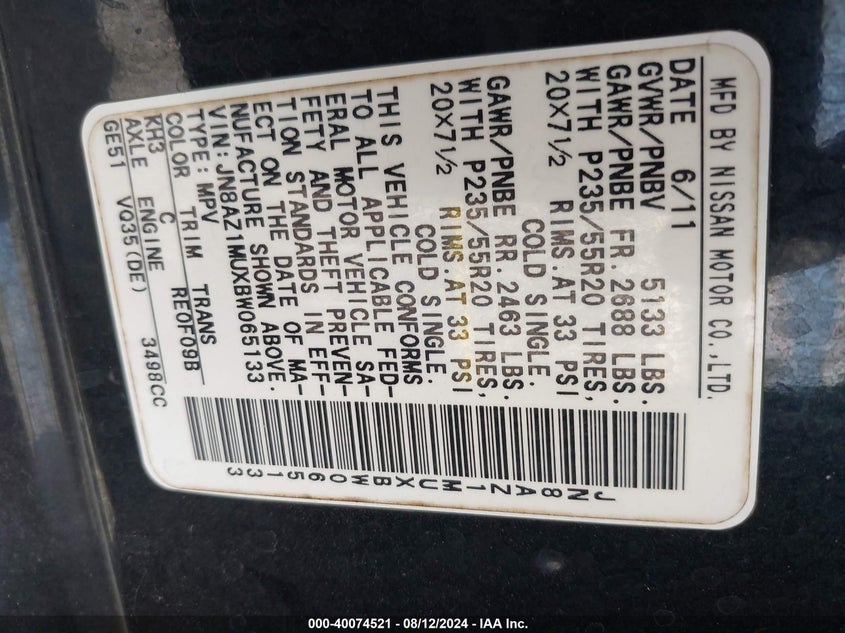 MFD BY NISSAN MOTOR CO.,LTD.
DATE 6/11
GVWR/PNBV 5133 LBS.
GAWR/PNBE FR. 2688 LBS.
WITH P235/55R20 TIRES,
20X7½ RIMS.AT 33 PSI
COLD SINGLE.
GAWR/PNBE RR. 2463 LBS.
WITH P235/55R20 TIRES,
20X7½ RIMS.AT 33 PSI
COLD SINGLE.
THIS VEHICLE CONFORMS
TO ALL APPLICABLE FED-
ERAL MOTOR VEHICLE SA-
FETY AND THEFT PREVEN-
TION STANDARDS IN EFF-
ECT ON THE DATE OF MA-
NUFACTURE SHOWN ABOVE.
VIN: JN8AZ1MUXBW065133
TYPE: MPV
COLOR TRIM TRANS
KH3 C RE0F09B
AXLE ENGINE
GE51 VQ35(DE) 3498CC
JN8AZ1MUXBW065133
000-40074521 - 08/12/2024 - IAA Inc.